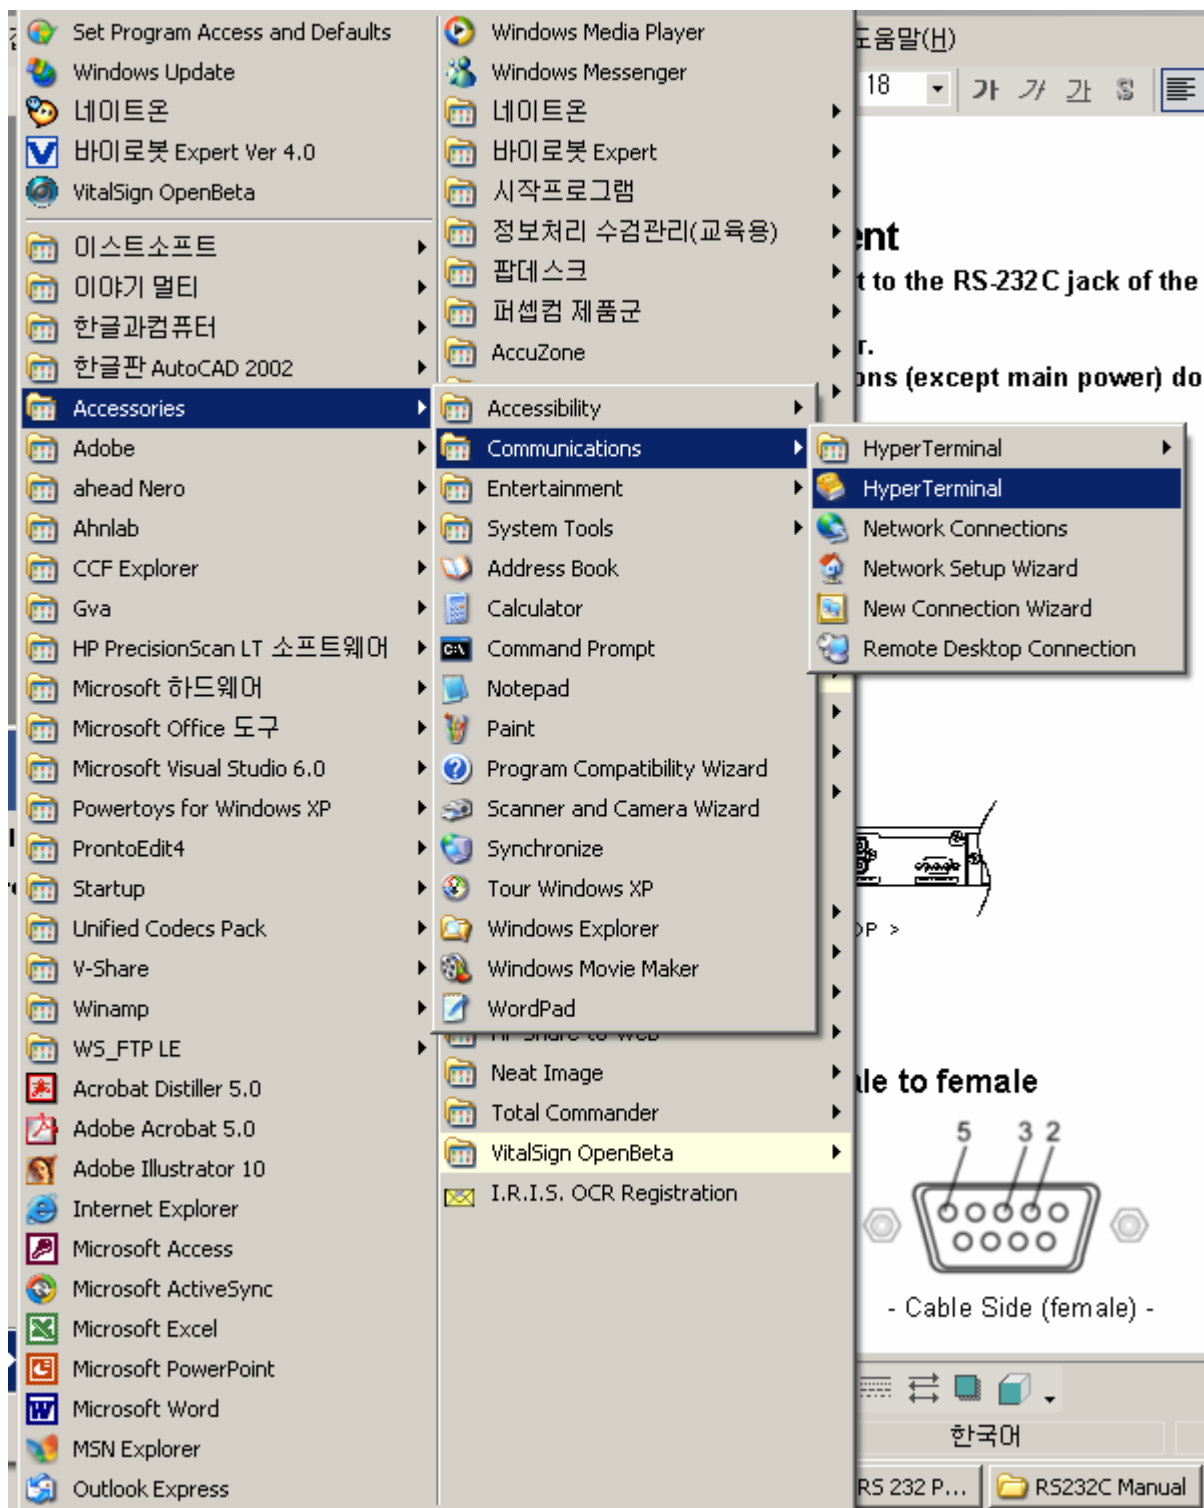 Set Program Access and Defaults
Windows Update
네이트온
바이로봇 Expert Ver 4.0
VitalSign OpenBeta
이스트소프트
이야기 멀티
한글과컴퓨터
한글판 AutoCAD 2002
Accessories
Adobe
ahead Nero
Ahnlab
CCF Explorer
Gva
HP PrecisionScan LT 소프트웨어
Microsoft 하드웨어
Microsoft Office 도구
Microsoft Visual Studio 6.0
Powertoys for Windows XP
ProntoEdit4
Startup
Unified Codecs Pack
V-Share
Winamp
WS_FTP LE
Acrobat Distiller 5.0
Adobe Acrobat 5.0
Adobe Illustrator 10
Internet Explorer
Microsoft Access
Microsoft ActiveSync
Microsoft Excel
Microsoft PowerPoint
Microsoft Word
MSN Explorer
Outlook Express
Windows Media Player
Windows Messenger
네이트온
바이로봇 Expert
시작프로그램
정보처리 수검관리(교육용)
팝데스크
퍼셉컴 제품군
AccuZone
Accessibility
Communications
Entertainment
System Tools
Address Book
Calculator
Command Prompt
Notepad
Paint
Program Compatibility Wizard
Scanner and Camera Wizard
Synchronize
Tour Windows XP
Windows Explorer
Windows Movie Maker
WordPad
HP Share-to-Web
Neat Image
Total Commander
VitalSign OpenBeta
I.R.I.S. OCR Registration
HyperTerminal
HyperTerminal
Network Connections
Network Setup Wizard
New Connection Wizard
Remote Desktop Connection
도움말(H)
18 가 가 가
ent
t to the RS-232C jack of the
r.
ons (except main power) do
OP >
le to female
5 3 2
- Cable Side (female) -
한국어
RS 232 P... RS232C Manual